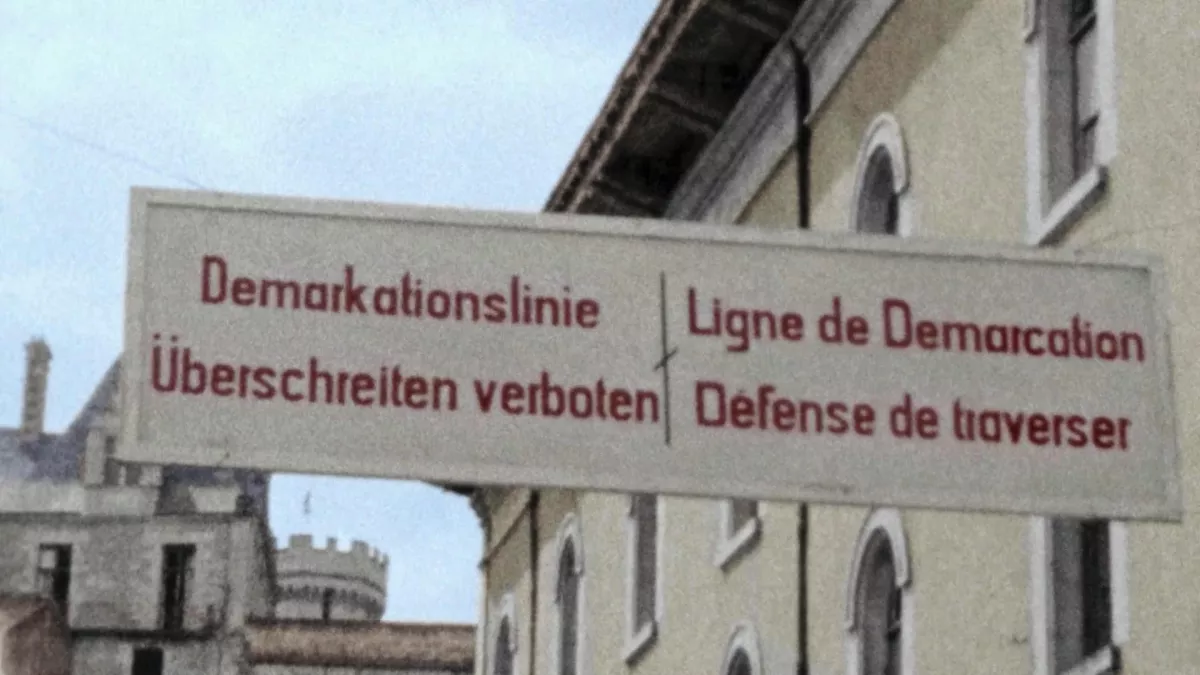 Demarkationslinie
Überschreiten verboten
Ligne de Demarcation
Défense de traverser